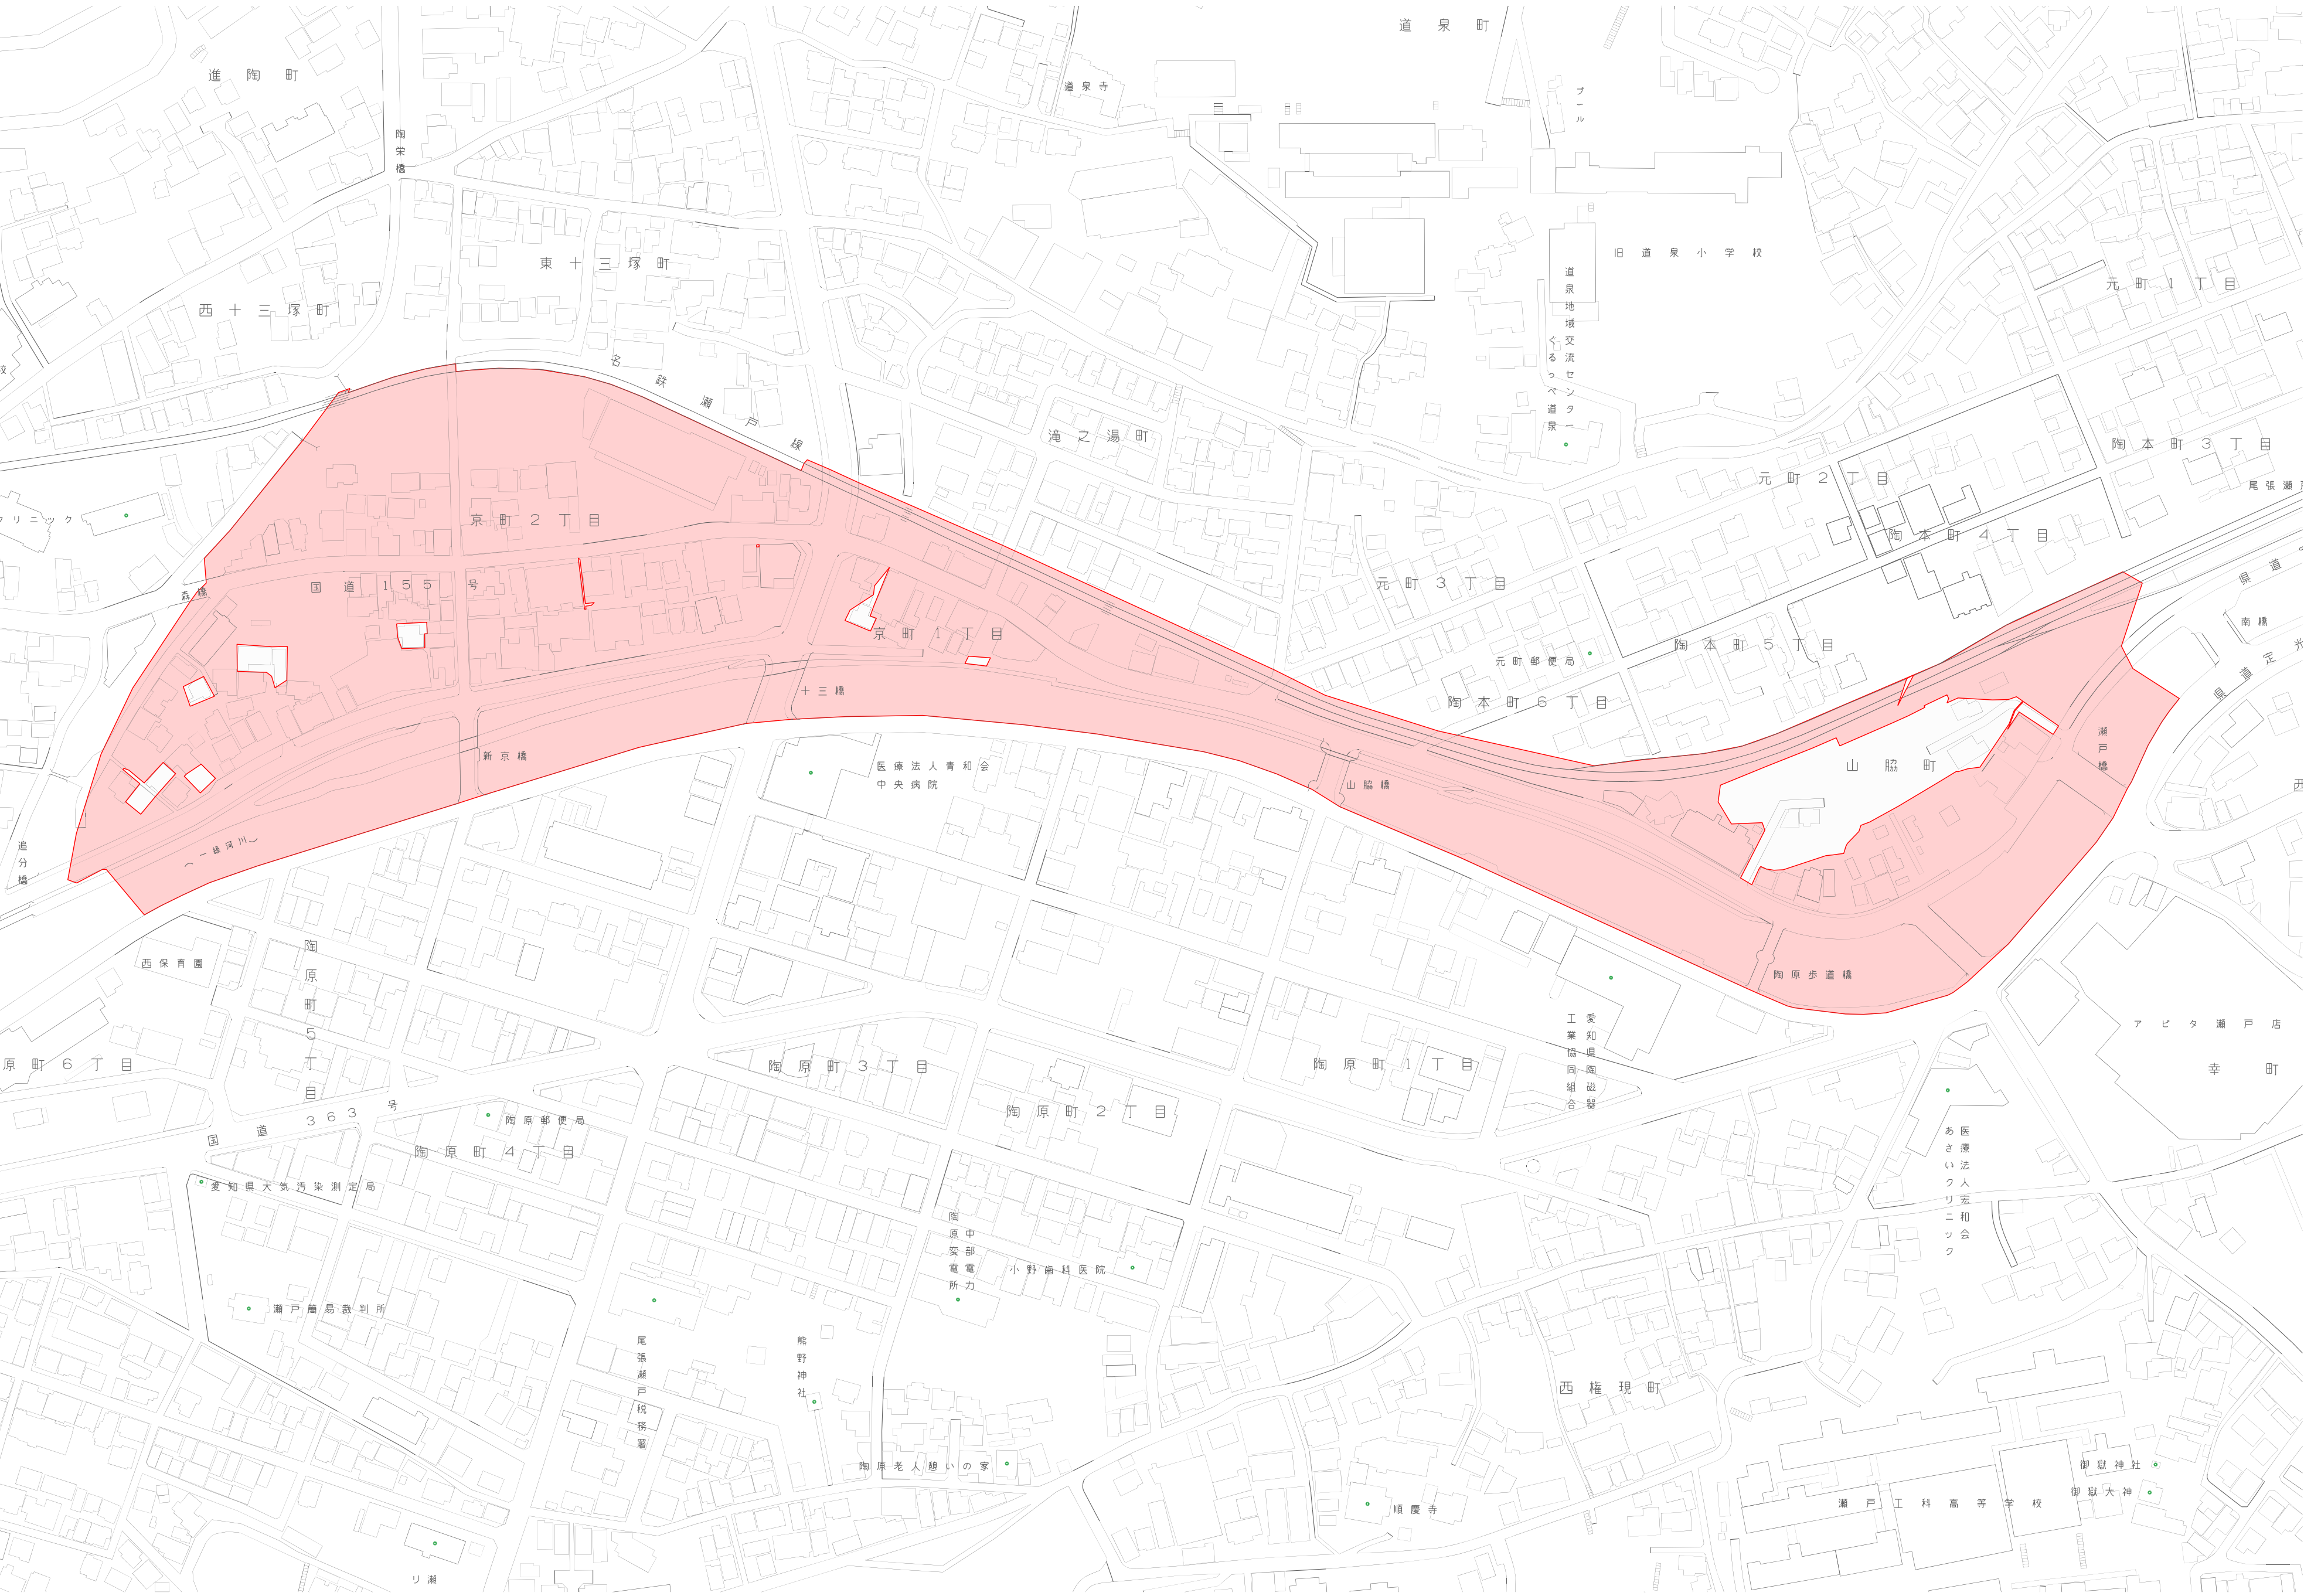 道泉町
進陶町
道泉寺
プール
陶栄橋
旧道泉小学校
東十三塚町
道泉地域交流センター
ぐるっぺ道泉
元町1丁目
西十三塚町
名鉄瀬戸線
滝之湯町
陶本町3丁目
元町2丁目
尾張瀬戸
クリニック
京町2丁目
陶本町4丁目
県道
国道155号
元町3丁目
森橋
南橋
京町1丁目
陶本町5丁目
元町郵便局
県道定光
十三橋
陶本町6丁目
瀬戸橋
新京橋
医療法人青和会
中央病院
山脇町
山脇橋
西
追分橋
(一級河川)
西保育園
陶原町5丁目
陶原歩道橋
愛知県陶磁器
工業協同組合
アピタ瀬戸店
原町6丁目
陶原町3丁目
陶原町1丁目
幸町
国道363号
陶原郵便局
陶原町2丁目
陶原町4丁目
医療法人宏和会
あさいクリニック
愛知県大気汚染測定局
中部電力
陶原変電所
小野歯科医院
瀬戸簡易裁判所
尾張瀬戸税務署
熊野神社
西権現町
陶原老人憩いの家
御嶽神社
御嶽大神
順慶寺
瀬戸工科高等学校